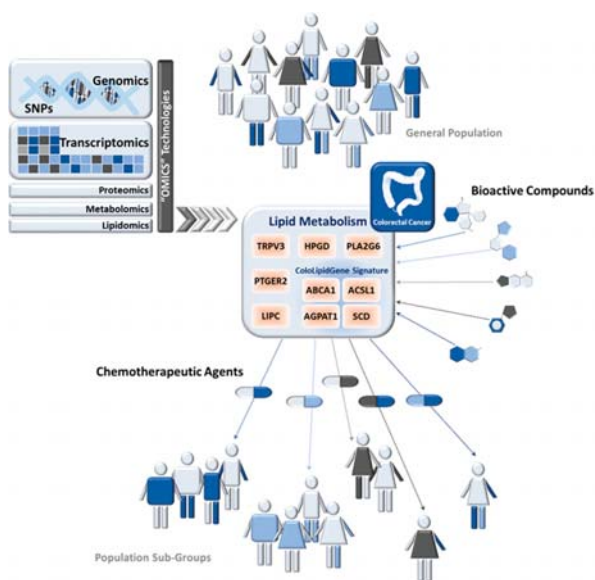 Genomics
SNPs
Transcriptomics
Proteomics
Metabolomics
Lipidomics
"OMICS" Technologies
General Population
Colorectal Cancer
Bioactive Compounds
Lipid Metabolism
TRPV3 HPGD PLA2G6
ColoLipidGene Signature
PTGER2 ABCA1 ACSL1
LIPC AGPAT1 SCD
Chemotherapeutic Agents
Population Sub-Groups